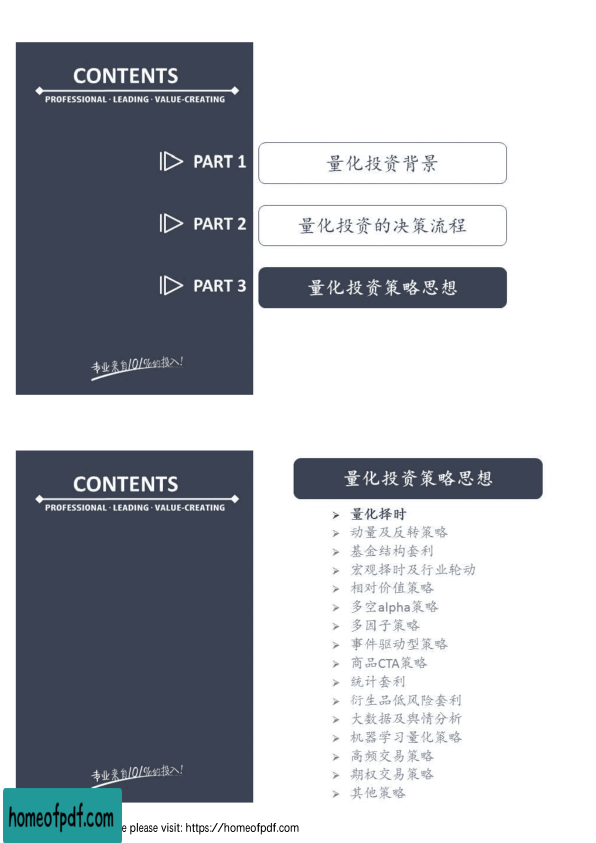 CONTENTS
PROFESSIONAL · LEADING · VALUE-CREATING
PART 1
量化投资背景
PART 2
量化投资的决策流程
PART 3
量化投资策略思想
专业来自101%的投入!
CONTENTS
PROFESSIONAL · LEADING · VALUE-CREATING
专业来自101%的投入!
量化投资策略思想
➢ 量化择时
➢ 动量及反转策略
➢ 基金结构套利
➢ 宏观择时及行业轮动
➢ 相对价值策略
➢ 多空alpha策略
➢ 多因子策略
➢ 事件驱动型策略
➢ 商品CTA策略
➢ 统计套利
➢ 衍生品低风险套利
➢ 大数据及舆情分析
➢ 机器学习量化策略
➢ 高频交易策略
➢ 期权交易策略
➢ 其他策略
homeofpdf.com
e please visit: https://homeofpdf.com